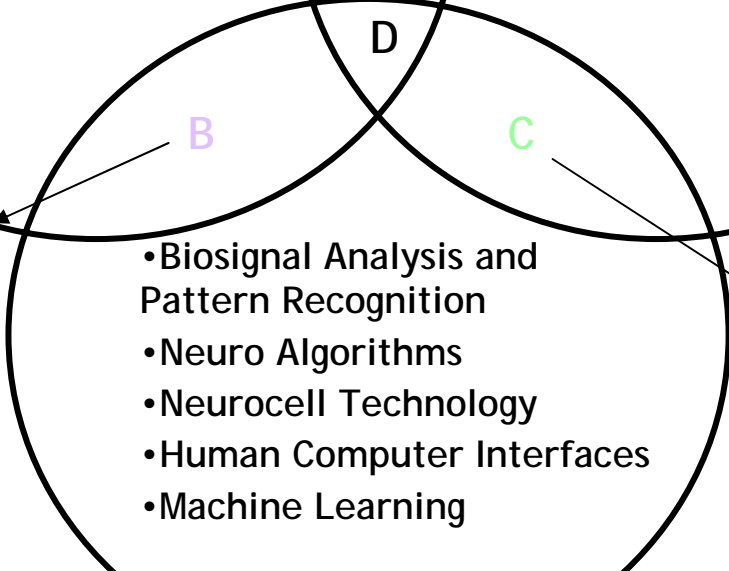 D
B C
•Biosignal Analysis and
Pattern Recognition
•Neuro Algorithms
•Neurocell Technology
•Human Computer Interfaces
•Machine Learning